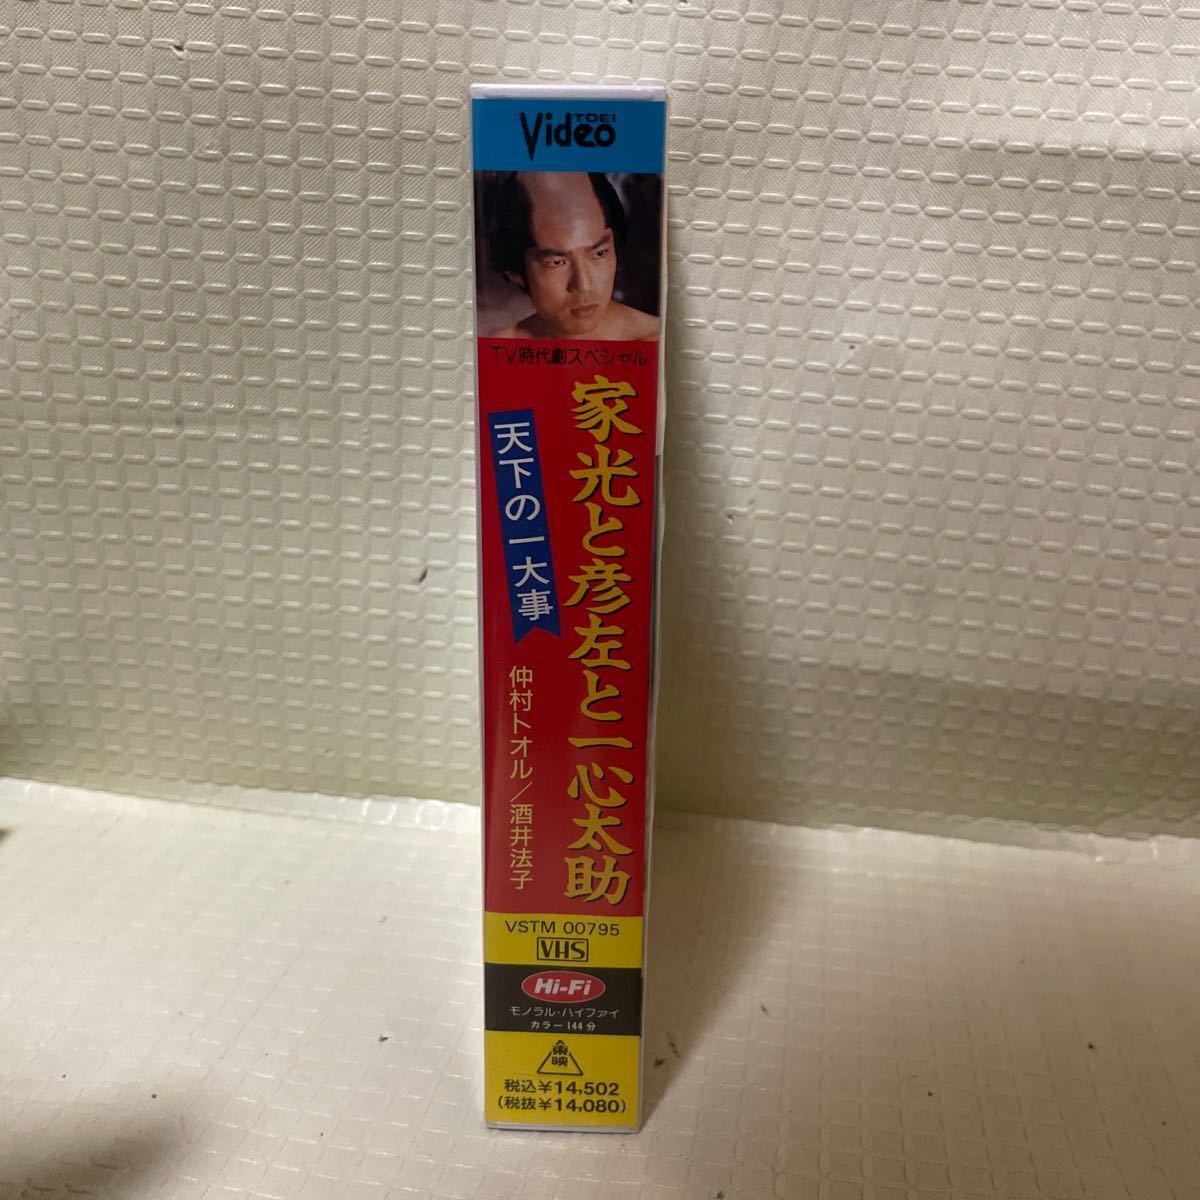 TOEI
Video
TV時代劇スペシャル
家光と彦左と一心太助
天下の一大事
仲村トオル／酒井法子
VSTM 00795
VHS
Hi-Fi
モノラル・ハイファイ
カラー144分
東映
税込¥14,502
(税抜¥14,080)